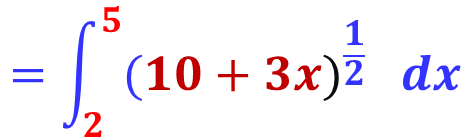 = ∫₂⁵ (10 + 3x)^{1/2} dx